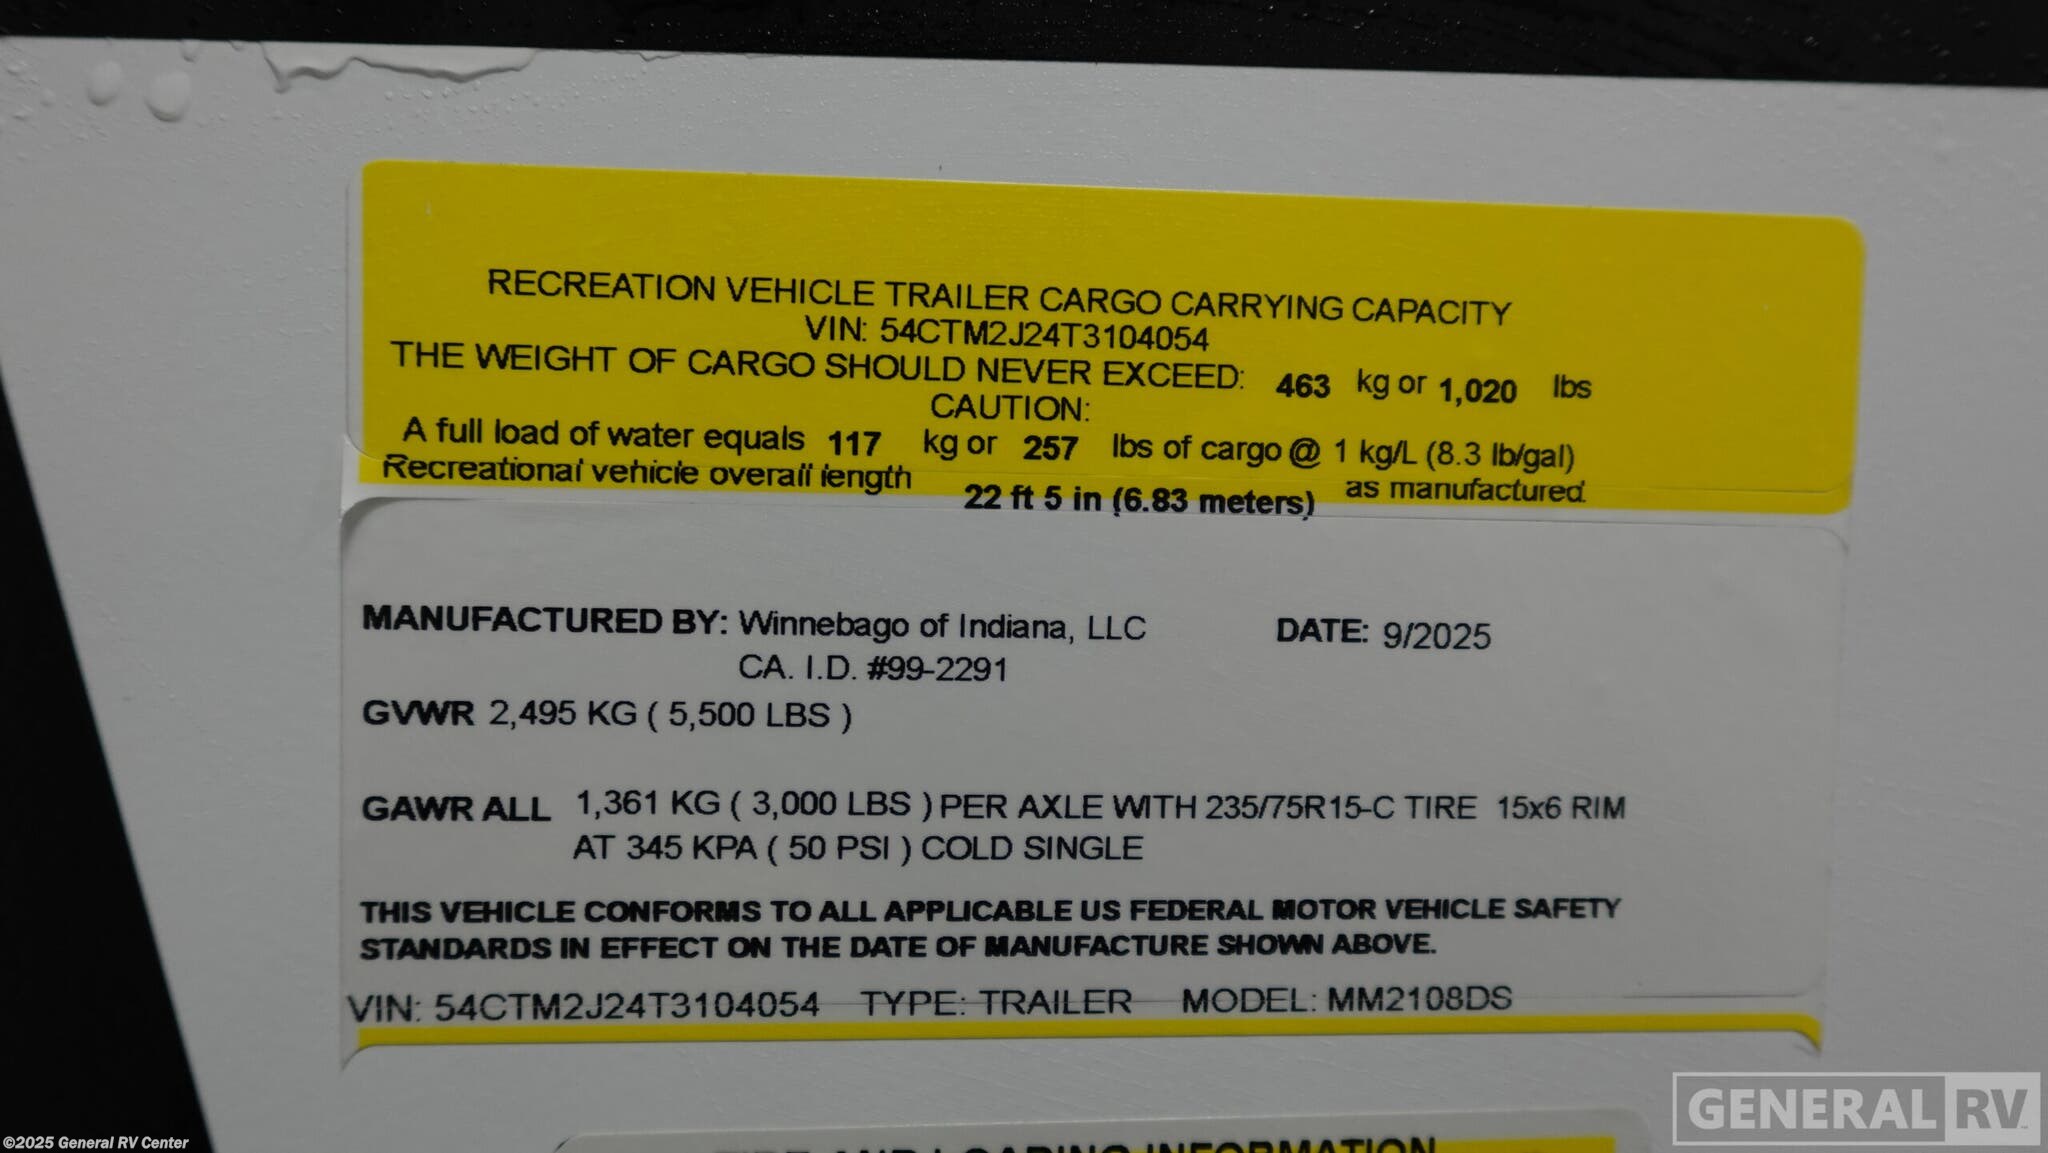 RECREATION VEHICLE TRAILER CARGO CARRYING CAPACITY
VIN: 54CTM2J24T3104054
THE WEIGHT OF CARGO SHOULD NEVER EXCEED: 463 kg or 1,020 lbs
CAUTION:
A full load of water equals 117 kg or 257 lbs of cargo @ 1 kg/L (8.3 lb/gal)
Recreational vehicle overall length 22 ft 5 in (6.83 meters) as manufactured.
MANUFACTURED BY: Winnebago of Indiana, LLC DATE: 9/2025
CA. I.D. #99-2291
GVWR 2,495 KG ( 5,500 LBS )
GAWR ALL 1,361 KG ( 3,000 LBS ) PER AXLE WITH 235/75R15-C TIRE 15x6 RIM
AT 345 KPA ( 50 PSI ) COLD SINGLE
THIS VEHICLE CONFORMS TO ALL APPLICABLE US FEDERAL MOTOR VEHICLE SAFETY
STANDARDS IN EFFECT ON THE DATE OF MANUFACTURE SHOWN ABOVE.
VIN: 54CTM2J24T3104054 TYPE: TRAILER MODEL: MM2108DS
TIRE AND LOADING INFORMATION
GENERAL RV
©2025 General RV Center